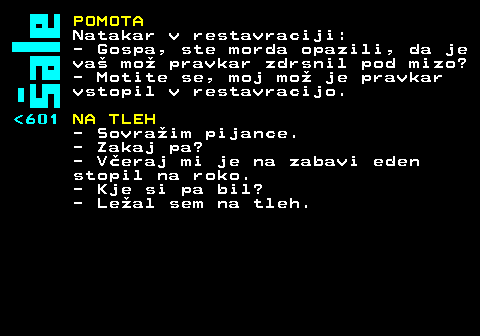 šale
POMOTA
Natakar v restavraciji:
- Gospa, ste morda opazili, da je
vaš mož pravkar zdrsnil pod mizo?
- Motite se, moj mož je pravkar
vstopil v restavracijo.
<601 NA TLEH
- Sovražim pijance.
- Zakaj pa?
- Včeraj mi je na zabavi eden
stopil na roko.
- Kje si pa bil?
- Ležal sem na tleh.